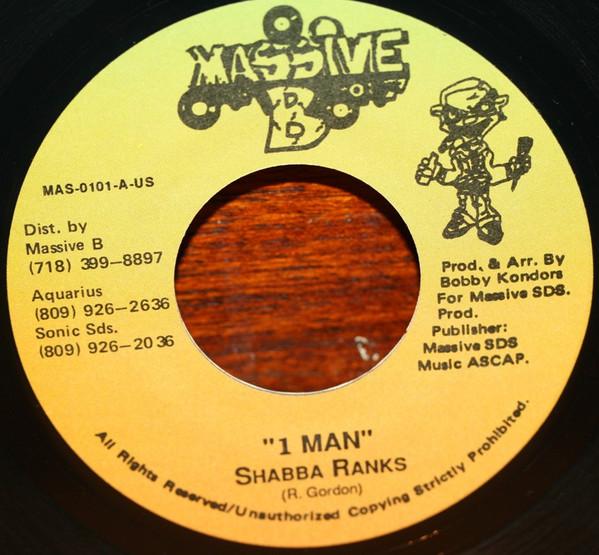 MASSIVE
B
D
D
MAS-0101-A-US
Dist. by
Massive B
(718) 399-8897
Aquarius
(809) 926-2636
Sonic Sds.
(809) 926-2036
Prod. & Arr. By
Bobby Kondors
For Massive SDS.
Prod.
Publisher:
Massive SDS
Music ASCAP.
"1 MAN"
SHABBA RANKS
(R. Gordon)
All Rights Reserved/Unauthorized Copying Strictly Prohibited.